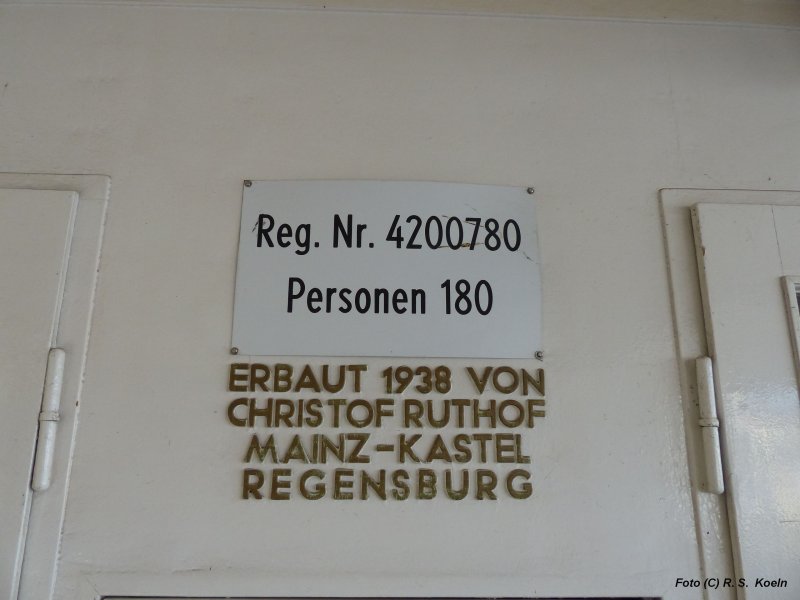 Reg. Nr. 4200780
Personen 180
ERBAUT 1938 VON
CHRISTOF RUTHOF
MAINZ-KASTEL
REGENSBURG
Foto (C) R. S. Koeln